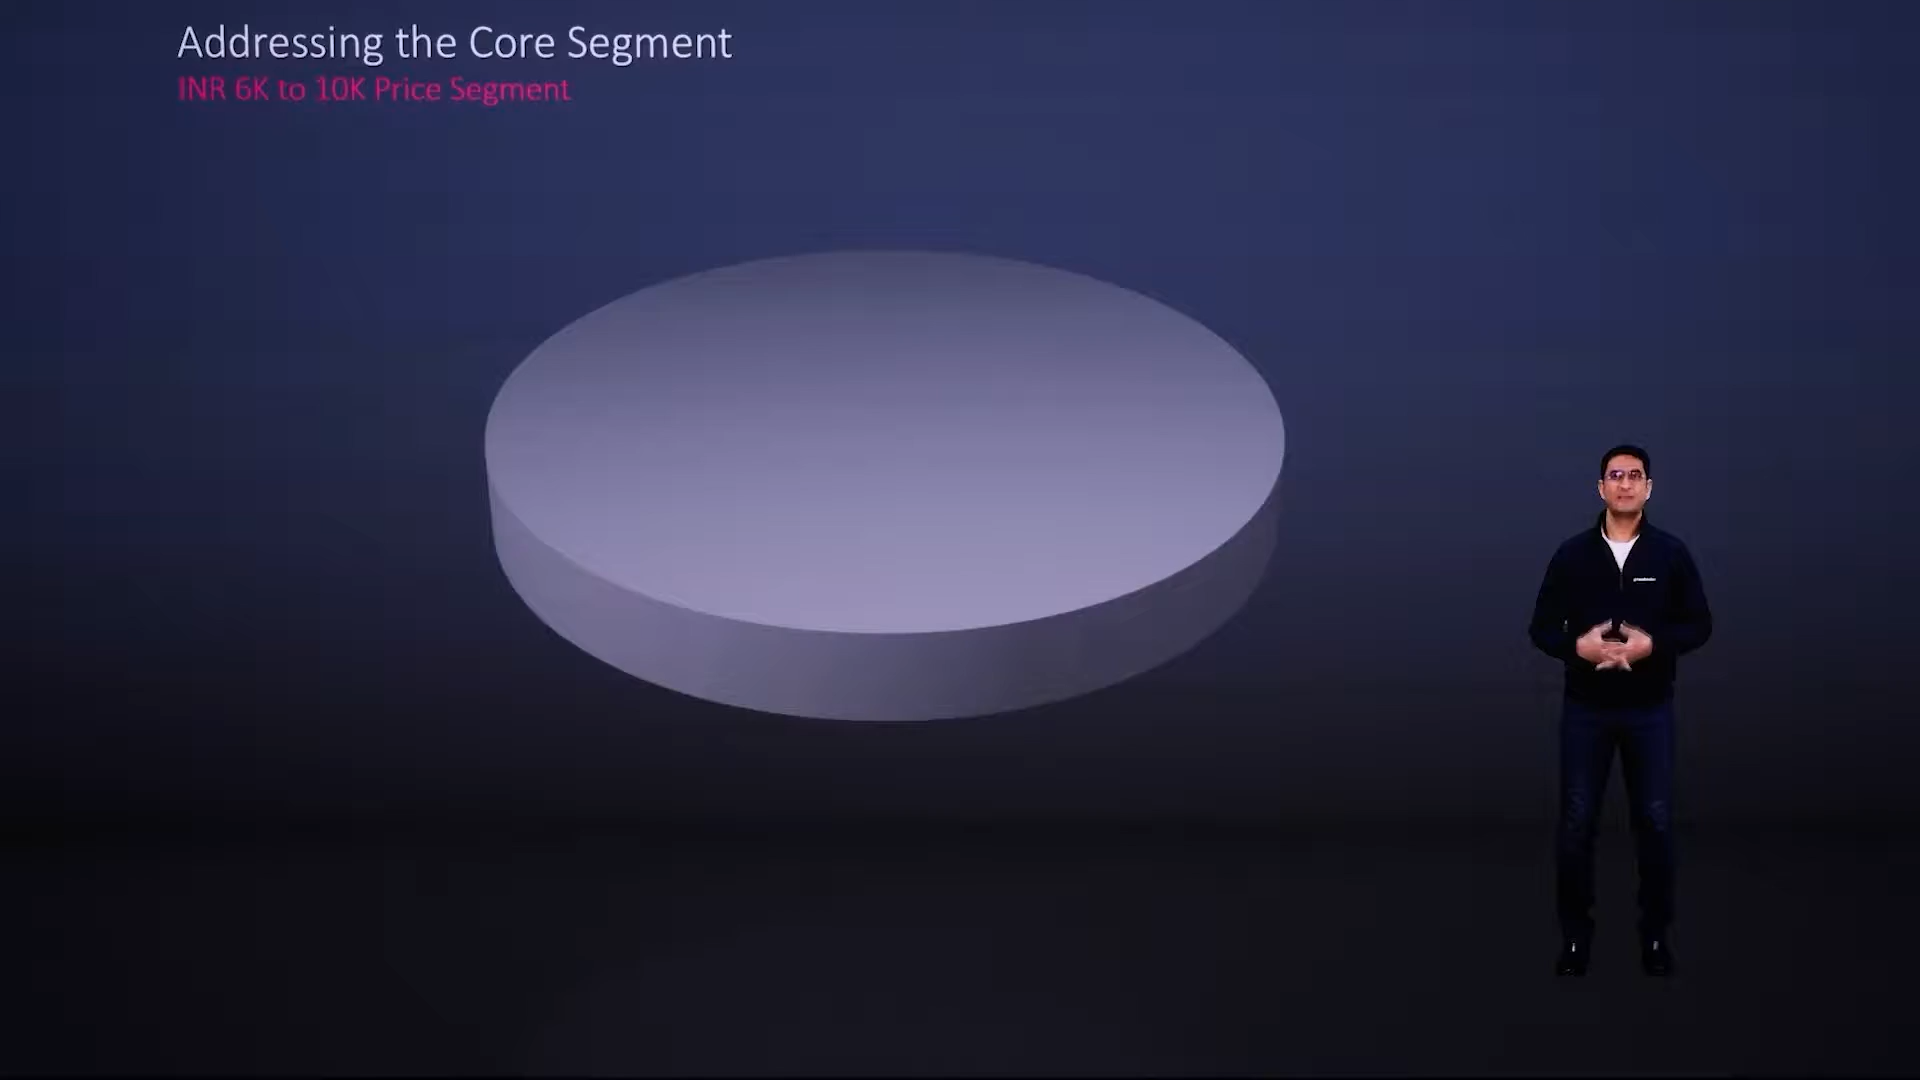 Addressing the Core Segment
INR 6K to 10K Price Segment